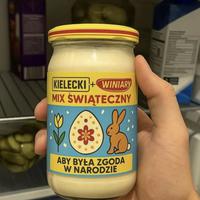 KIELECKI + WINIARY
MIX ŚWIĄTECZNY
ABY BYŁA ZGODA
W NARODZIE